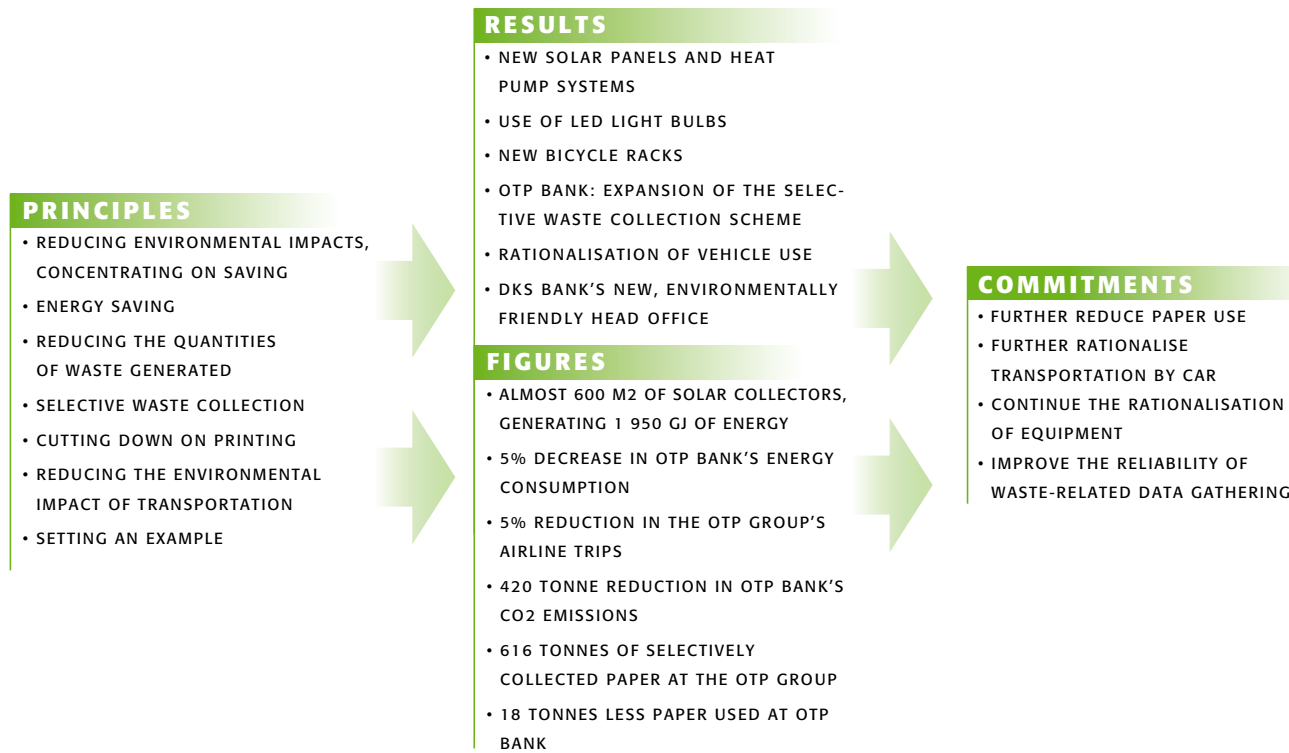 PRINCIPLES
• REDUCING ENVIRONMENTAL IMPACTS,
CONCENTRATING ON SAVING
• ENERGY SAVING
• REDUCING THE QUANTITIES
OF WASTE GENERATED
• SELECTIVE WASTE COLLECTION
• CUTTING DOWN ON PRINTING
• REDUCING THE ENVIRONMENTAL
IMPACT OF TRANSPORTATION
• SETTING AN EXAMPLE
RESULTS
• NEW SOLAR PANELS AND HEAT
PUMP SYSTEMS
• USE OF LED LIGHT BULBS
• NEW BICYCLE RACKS
• OTP BANK: EXPANSION OF THE SELEC-
TIVE WASTE COLLECTION SCHEME
• RATIONALISATION OF VEHICLE USE
• DKS BANK'S NEW, ENVIRONMENTALLY
FRIENDLY HEAD OFFICE
FIGURES
• ALMOST 600 M2 OF SOLAR COLLECTORS,
GENERATING 1 950 GJ OF ENERGY
• 5% DECREASE IN OTP BANK'S ENERGY
CONSUMPTION
• 5% REDUCTION IN THE OTP GROUP'S
AIRLINE TRIPS
• 420 TONNE REDUCTION IN OTP BANK'S
CO2 EMISSIONS
• 616 TONNES OF SELECTIVELY
COLLECTED PAPER AT THE OTP GROUP
• 18 TONNES LESS PAPER USED AT OTP
BANK
COMMITMENTS
• FURTHER REDUCE PAPER USE
• FURTHER RATIONALISE
TRANSPORTATION BY CAR
• CONTINUE THE RATIONALISATION
OF EQUIPMENT
• IMPROVE THE RELIABILITY OF
WASTE-RELATED DATA GATHERING